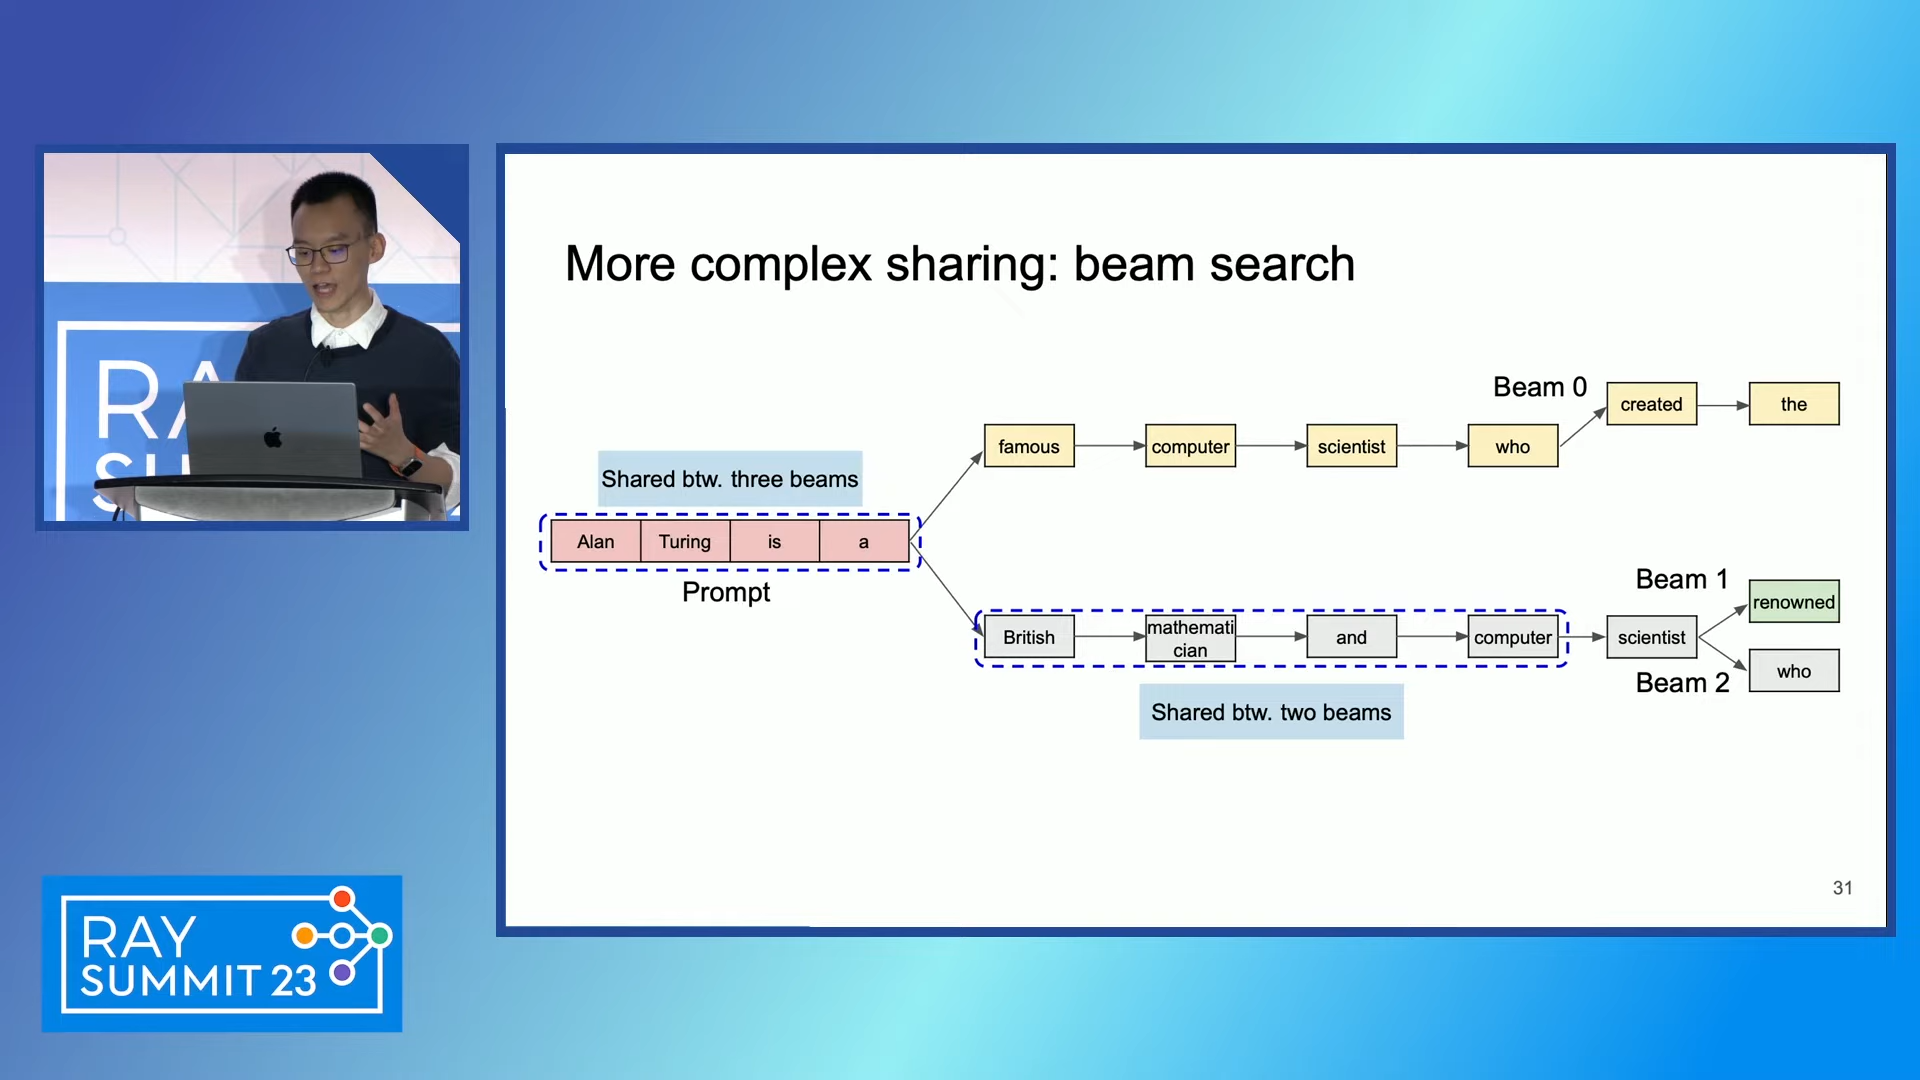 More complex sharing: beam search
Shared btw. three beams
Alan Turing is a
Prompt
famous computer scientist who
Beam 0
created the
British mathemati
cian and computer scientist
Beam 1
renowned
Beam 2
who
Shared btw. two beams
31
RA
SU
RAY
SUMMIT 23